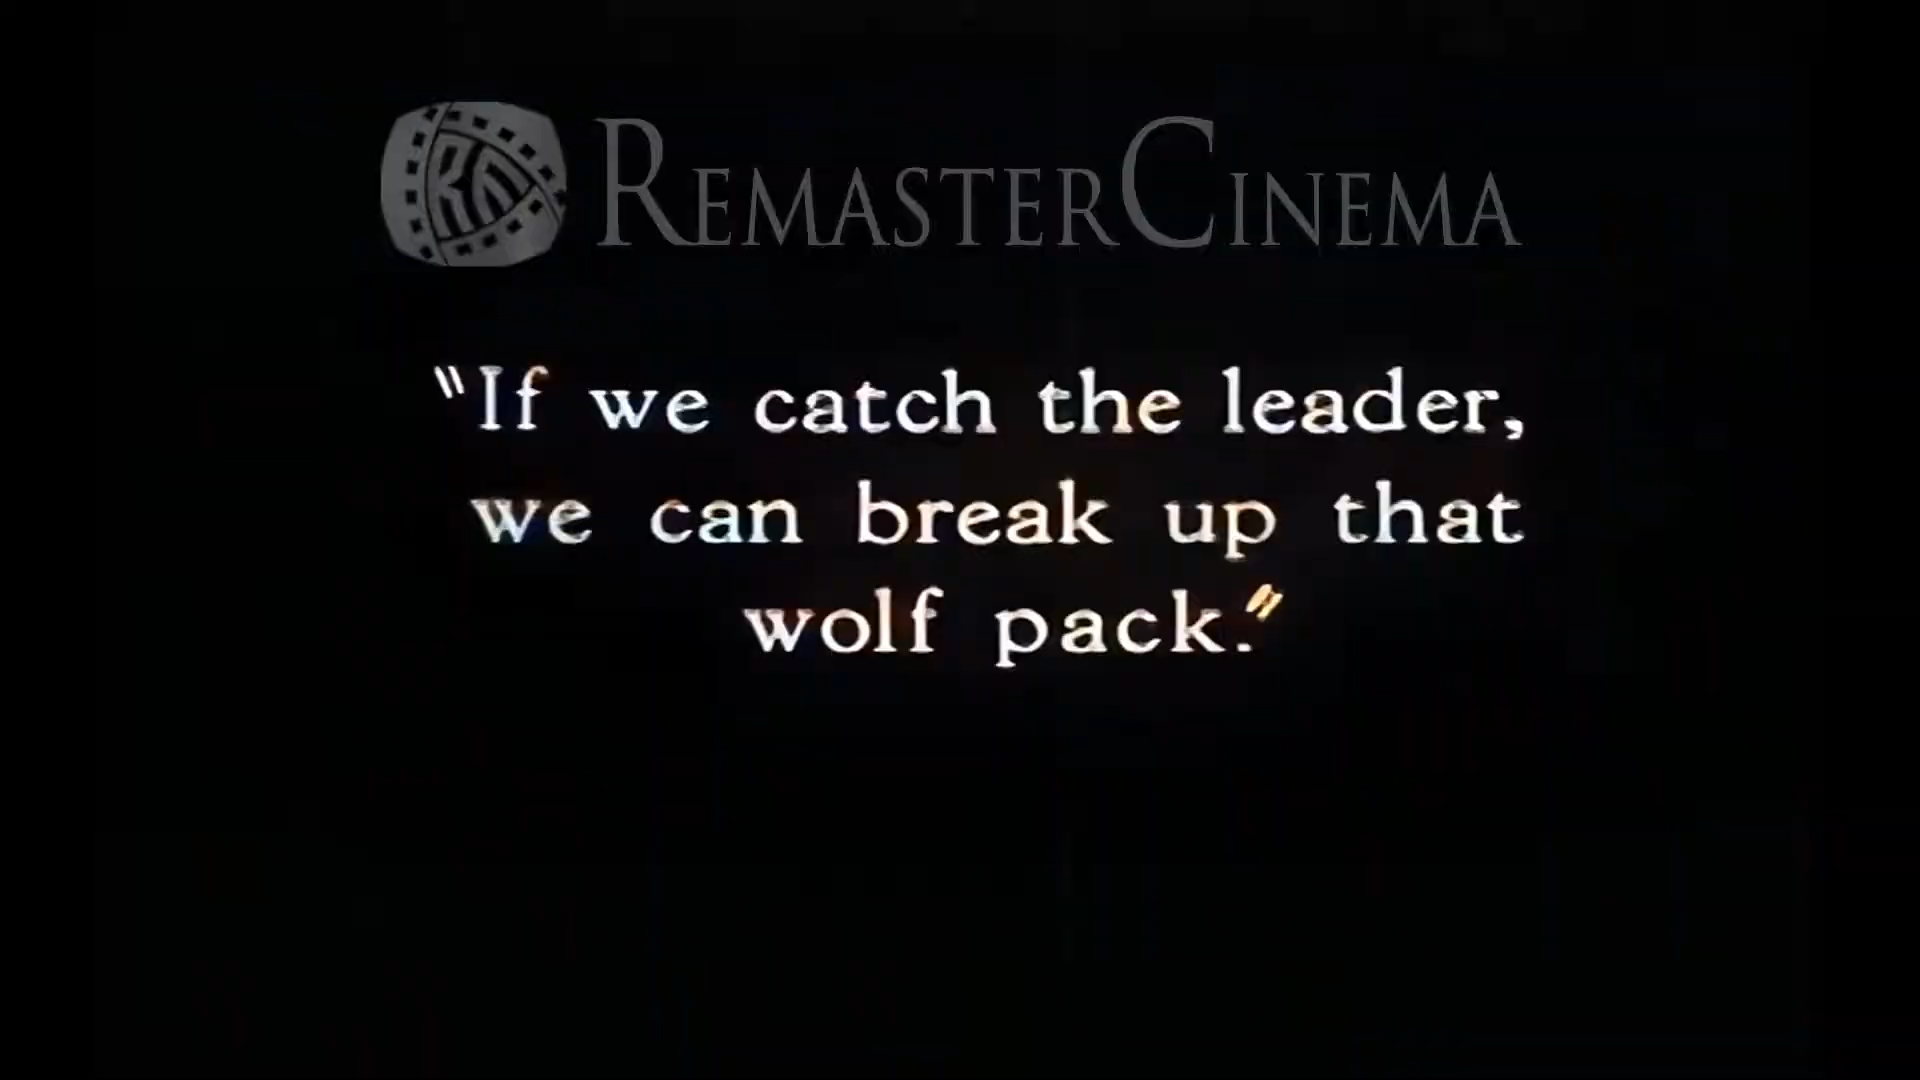 REMASTERCINEMA
"If we catch the leader,
we can break up that
wolf pack."